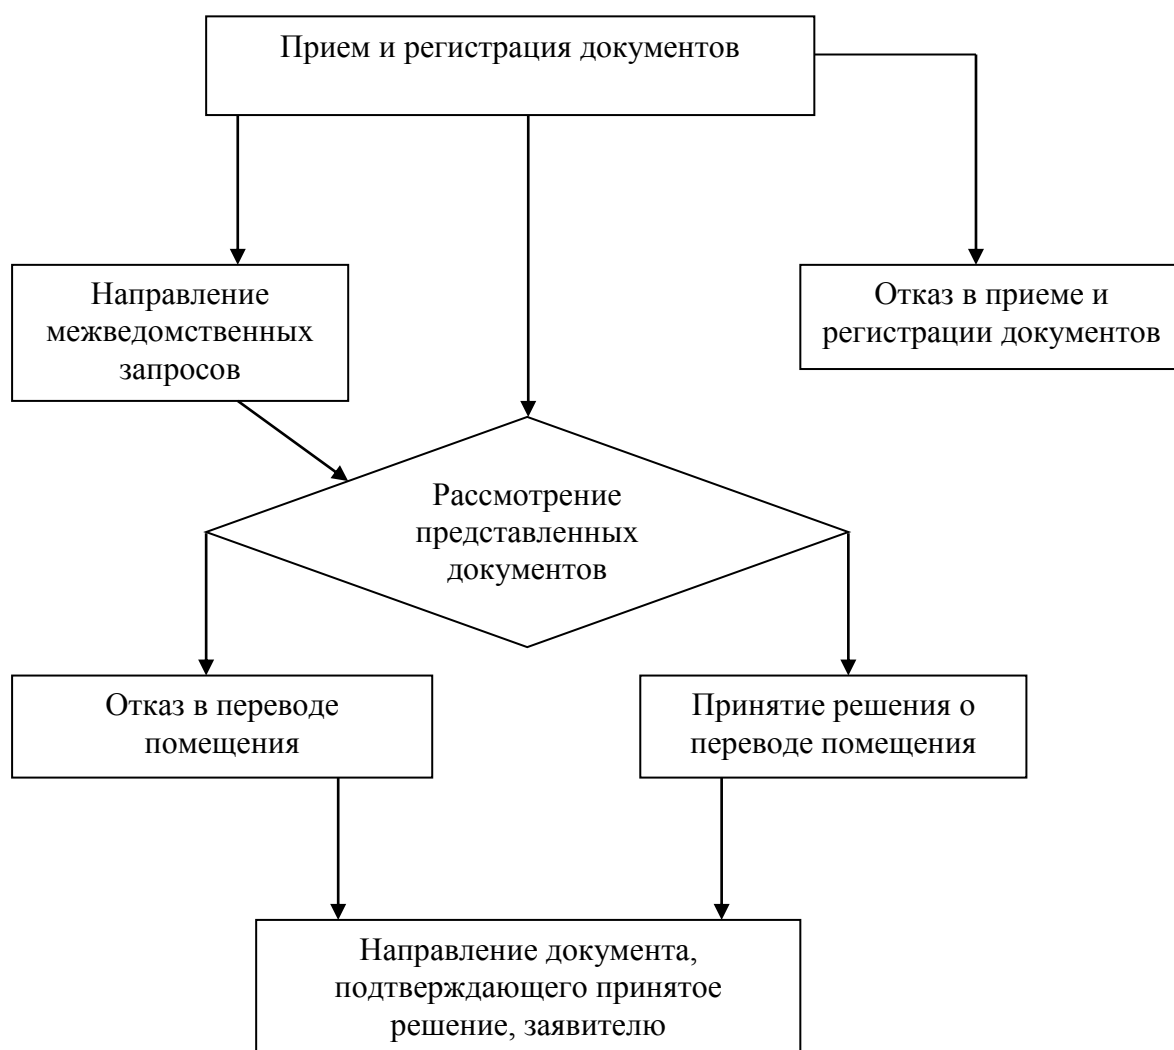 Прием и регистрация документов
Направление
межведомственных
запросов
Отказ в приеме и
регистрации документов
Рассмотрение
представленных
документов
Отказ в переводе
помещения
Принятие решения о
переводе помещения
Направление документа,
подтверждающего принятое
решение, заявителю